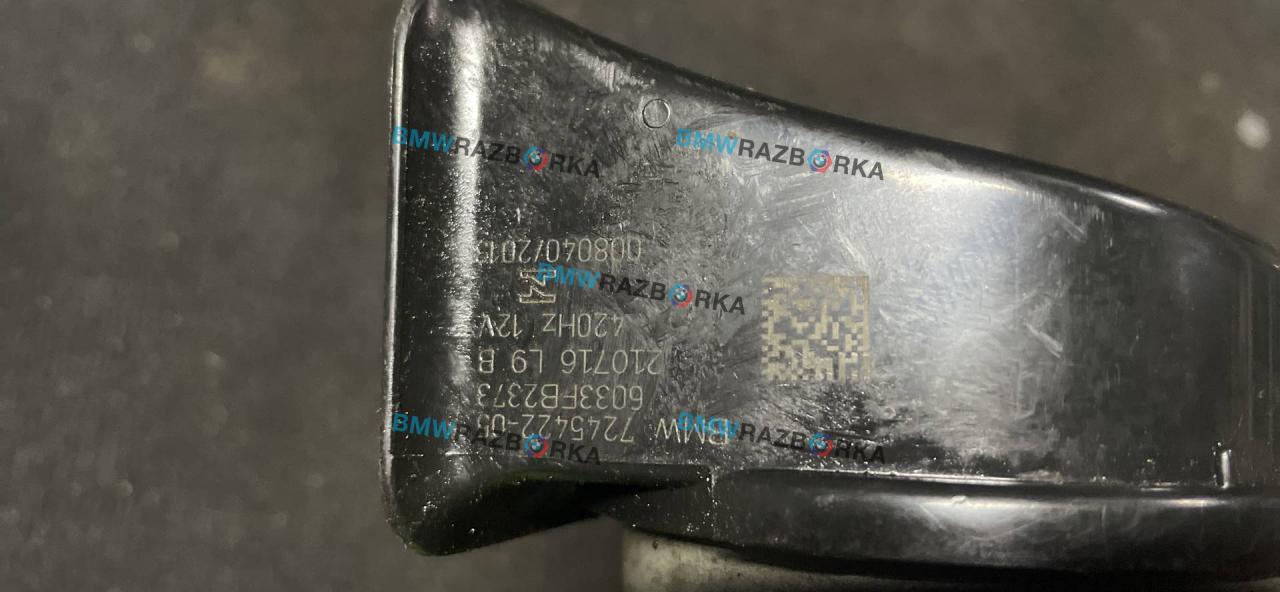 BMW 7245422-05
6033FB2373
210716 L9 B
420Hz 12V
008040/2013
BMWRAZBORKA
BMWRAZBORKA
BMWRAZBORKA
BMWRAZBORKA
BMWRAZBORKA